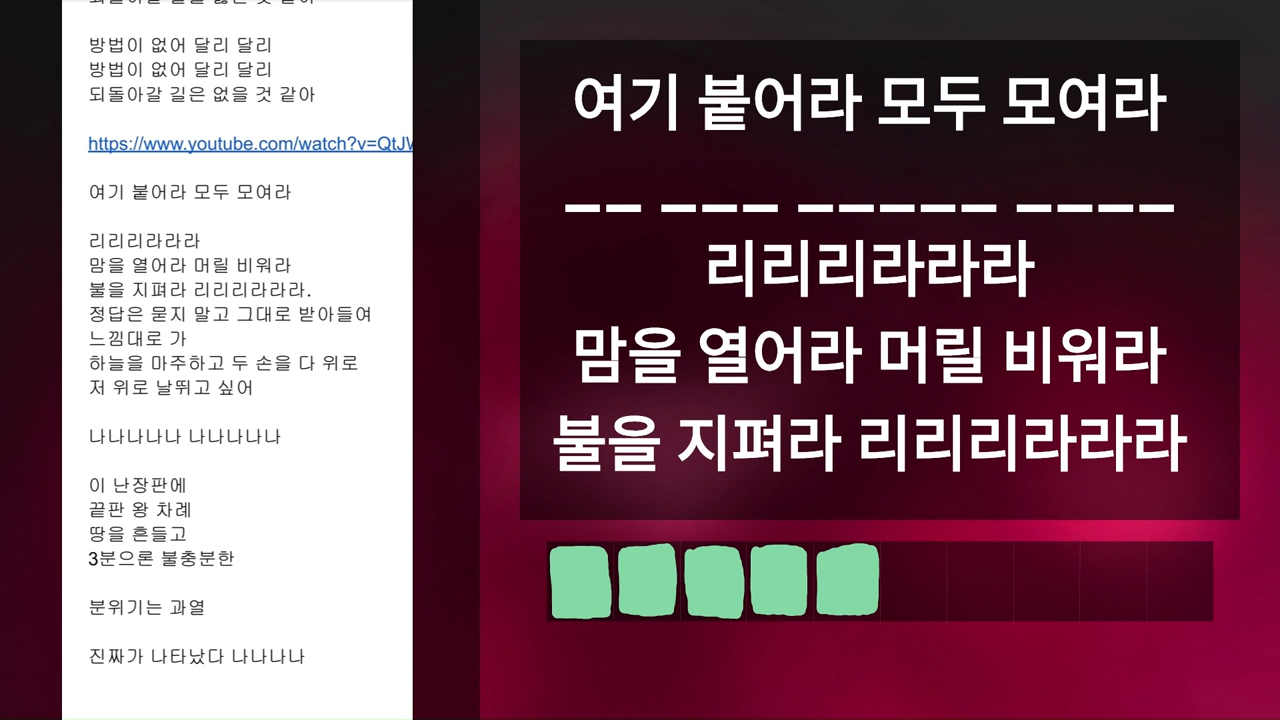 방법이 없어 달리 달리
방법이 없어 달리 달리
되돌아갈 길은 없을 것 같아
https://www.youtube.com/watch?v=QtJV
여기 붙어라 모두 모여라
리리리라라라
맘을 열어라 머릴 비워라
불을 지펴라 리리리라라라.
정답은 묻지 말고 그대로 받아들여
느낌대로 가
하늘을 마주하고 두 손을 다 위로
저 위로 날뛰고 싶어
나나나나나 나나나나나
이 난장판에
끝판 왕 차례
땅을 흔들고
3분으론 불충분한
분위기는 과열
진짜가 나타났다 나나나나
여기 붙어라 모두 모여라
__ ___ _____ ____
리리리라라라
맘을 열어라 머릴 비워라
불을 지펴라 리리리라라라